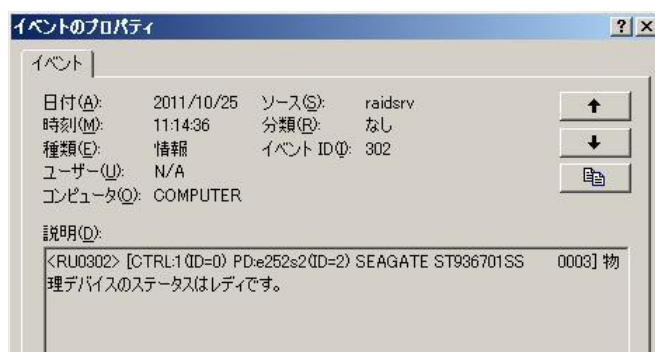 イベントのプロパティ
イベント
日付(A): 2011/10/25 ソース(S): raidsrv
時刻(M): 11:14:36 分類(R): なし
種類(E): 情報 イベント ID(I): 302
ユーザー(U): N/A
コンピュータ(O): COMPUTER
説明(D):
<RU0302> [CTRL:1(ID=0) PD:e252s2(ID=2) SEAGATE ST936701SS 0003] 物
理デバイスのステータスはレディです。